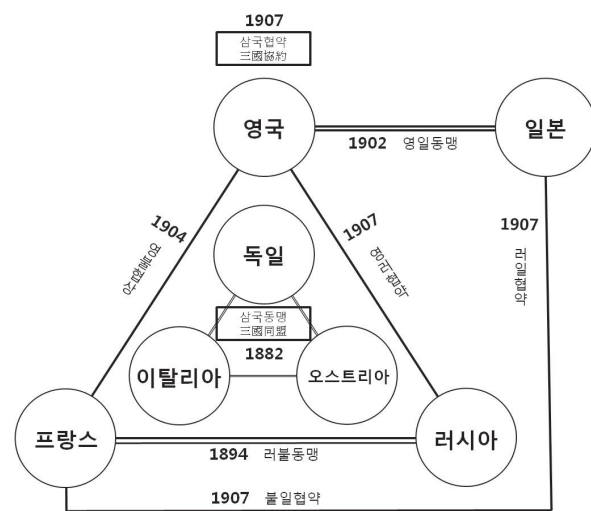 1907
삼국협약
三國協約
영국
일본
1902 영일동맹
1904
영불협상
독일
1907
영러협상
1907
러일협약
삼국동맹
三國同盟
1882
이탈리아
오스트리아
프랑스
러시아
1894 러불동맹
1907 불일협약